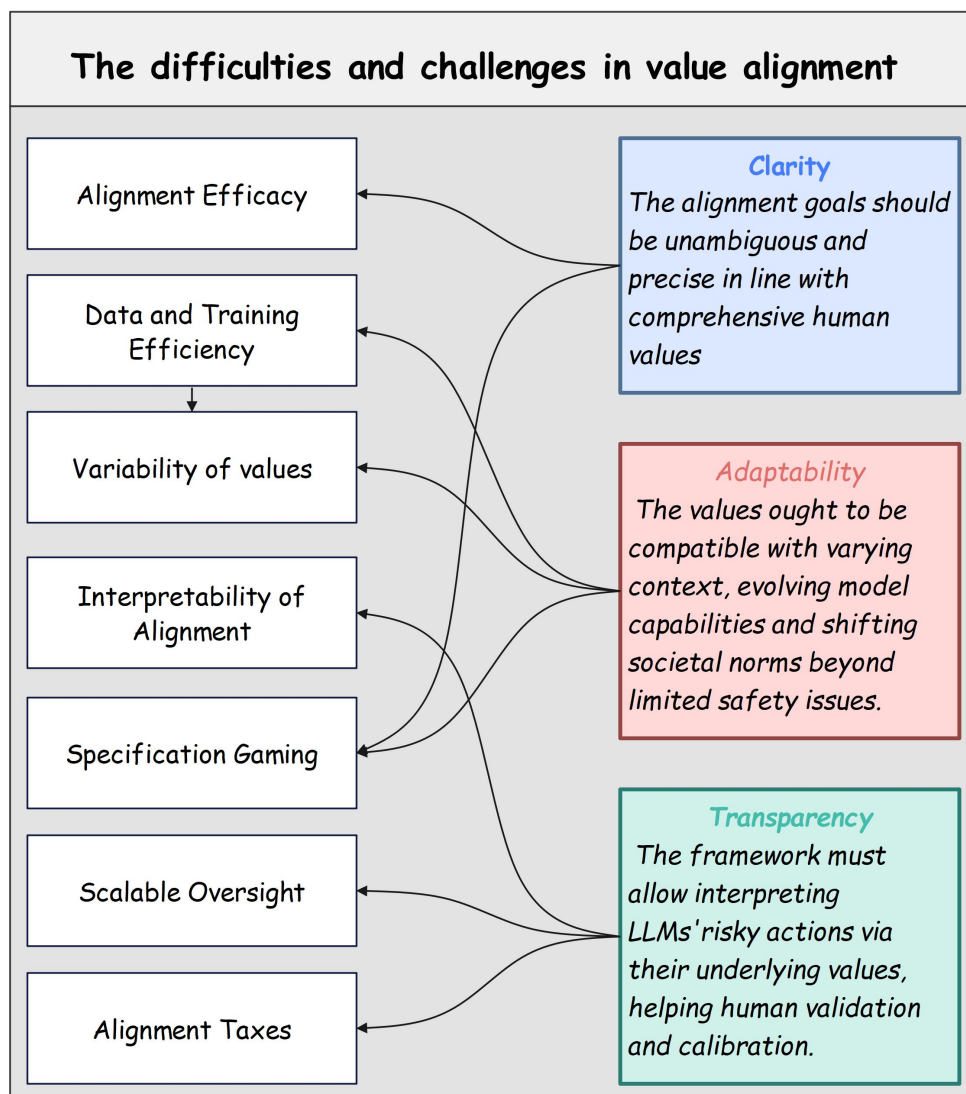 The difficulties and challenges in value alignment
Alignment Efficacy
Data and Training
Efficiency
Variability of values
Interpretability of
Alignment
Specification Gaming
Scalable Oversight
Alignment Taxes
Clarity
The alignment goals should
be unambiguous and
precise in line with
comprehensive human
values
Adaptability
The values ought to be
compatible with varying
context, evolving model
capabilities and shifting
societal norms beyond
limited safety issues.
Transparency
The framework must
allow interpreting
LLMs'risky actions via
their underlying values,
helping human validation
and calibration.